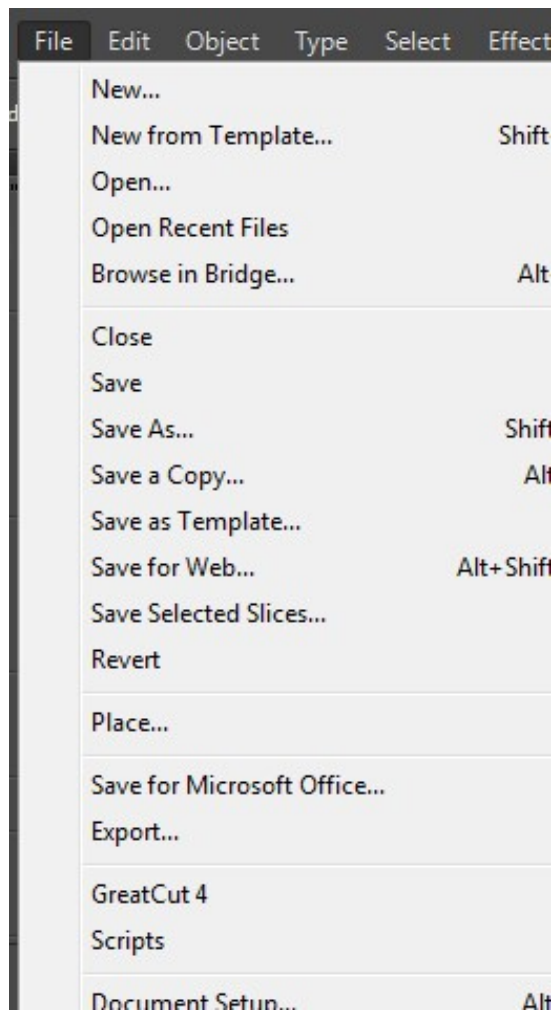 File Edit Object Type Select Effect
New...
New from Template... Shift+
Open...
Open Recent Files
Browse in Bridge... Alt+
Close
Save
Save As... Shift
Save a Copy... Alt
Save as Template...
Save for Web... Alt+Shift
Save Selected Slices...
Revert
Place...
Save for Microsoft Office...
Export...
GreatCut 4
Scripts
Document Setup... Alt